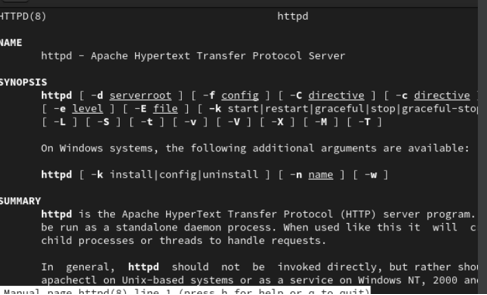 HTTPD(8) httpd
NAME
httpd - Apache Hypertext Transfer Protocol Server
SYNOPSIS
httpd [ -d serverroot ] [ -f config ] [ -C directive ] [ -c directive
[ -e level ] [ -E file ] [ -k start|restart|graceful|stop|graceful-stop
[ -L ] [ -S ] [ -t ] [ -v ] [ -V ] [ -X ] [ -M ] [ -T ]
On Windows systems, the following additional arguments are available:
httpd [ -k install|config|uninstall ] [ -n name ] [ -w ]
SUMMARY
httpd is the Apache HyperText Transfer Protocol (HTTP) server program.
be run as a standalone daemon process. When used like this it will c
child processes or threads to handle requests.
In general, httpd should not be invoked directly, but rather shou
apachectl on Unix-based systems or as a service on Windows NT, 2000 an
Manual page httpd(8) line 1 (press h for help or q to quit)